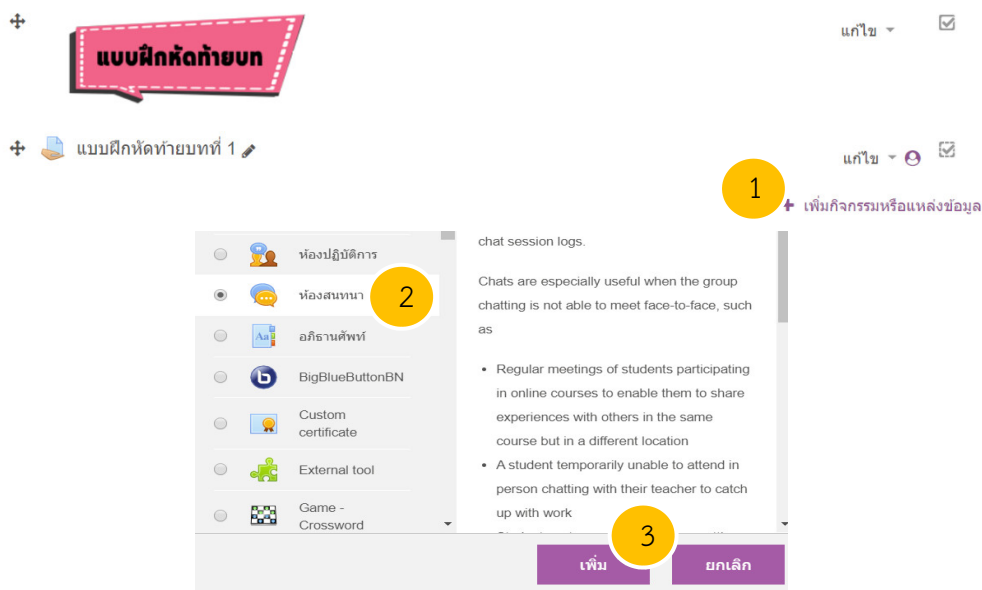 แบบฝึกหัดท้ายบท
แก้ไข
แบบฝึกหัดท้ายบทที่ 1
แก้ไข
1
เพิ่มกิจกรรมหรือแหล่งข้อมูล
ห้องปฏิบัติการ
ห้องสนทนา
2
อภิธานศัพท์
BigBlueButtonBN
Custom
certificate
External tool
Game -
Crossword
chat session logs.
Chats are especially useful when the group
chatting is not able to meet face-to-face, such
as
• Regular meetings of students participating
in online courses to enable them to share
experiences with others in the same
course but in a different location
• A student temporarily unable to attend in
person chatting with their teacher to catch
up with work
3
เพิ่ม
ยกเลิก